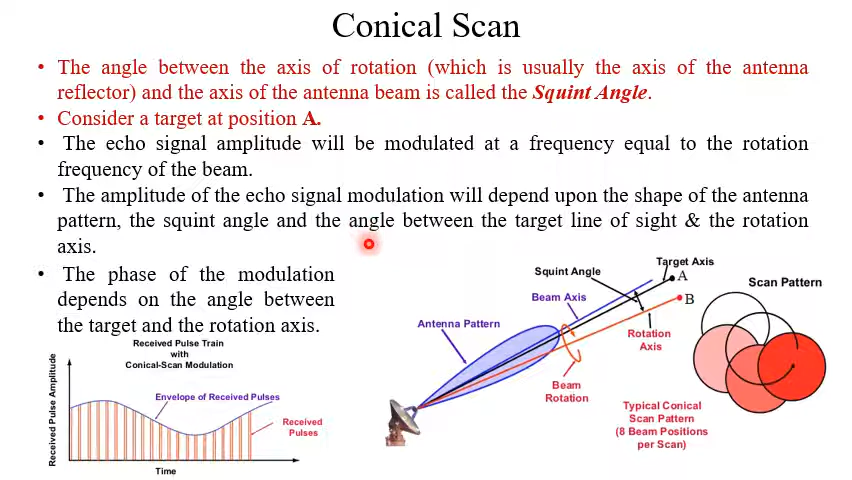 Conical Scan
• The angle between the axis of rotation (which is usually the axis of the antenna
reflector) and the axis of the antenna beam is called the Squint Angle.
• Consider a target at position A.
• The echo signal amplitude will be modulated at a frequency equal to the rotation
frequency of the beam.
• The amplitude of the echo signal modulation will depend upon the shape of the antenna
pattern, the squint angle and the angle between the target line of sight & the rotation
axis.
• The phase of the modulation
depends on the angle between
the target and the rotation axis.
Received Pulse Train
with
Conical-Scan Modulation
Received Pulse Amplitude
Envelope of Received Pulses
Received
Pulses
Time
Target Axis
Squint Angle
A
Beam Axis
B
Antenna Pattern
Rotation
Axis
Beam
Rotation
Scan Pattern
Typical Conical
Scan Pattern
(8 Beam Positions
per Scan)